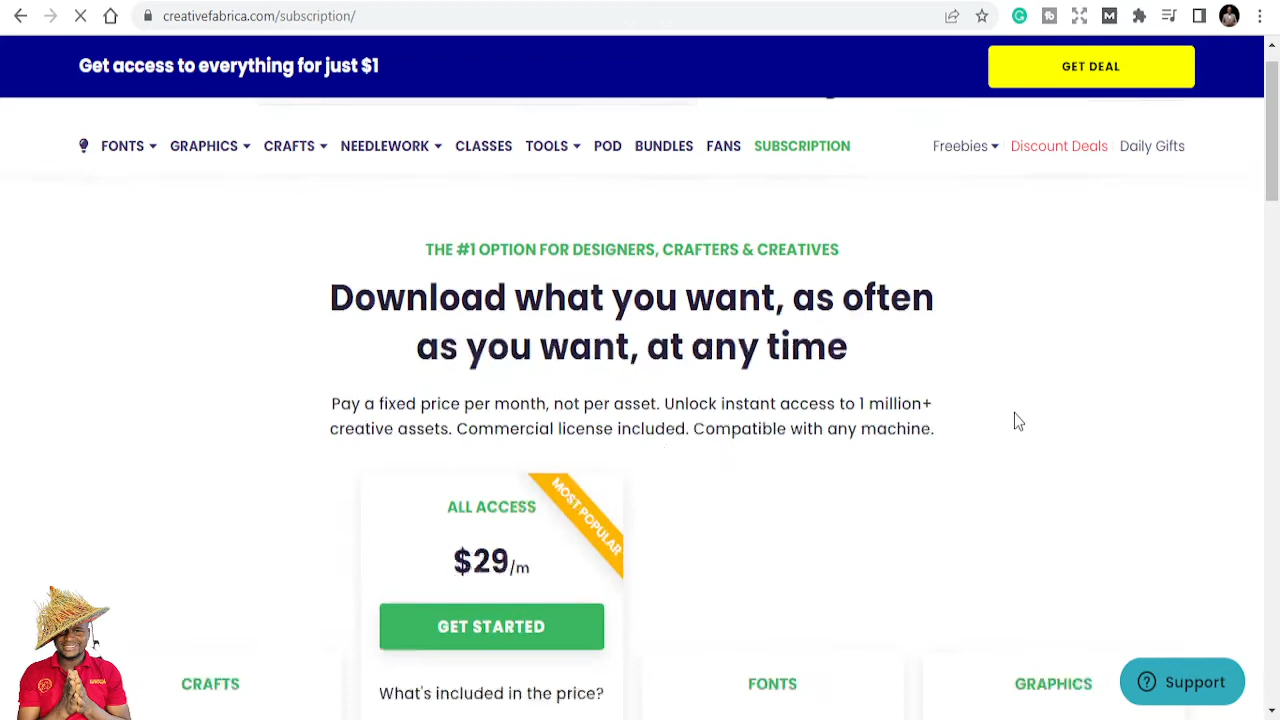 creativefabrica.com/subscription/
Get access to everything for just $1
GET DEAL
FONTS GRAPHICS CRAFTS NEEDLEWORK CLASSES TOOLS POD BUNDLES FANS SUBSCRIPTION Freebies Discount Deals Daily Gifts
THE #1 OPTION FOR DESIGNERS, CRAFTERS & CREATIVES
Download what you want, as often
as you want, at any time
Pay a fixed price per month, not per asset. Unlock instant access to 1 million+
creative assets. Commercial license included. Compatible with any machine.
MOST POPULAR
ALL ACCESS
$29/m
GET STARTED
CRAFTS
What's included in the price?
FONTS
GRAPHICS
Support